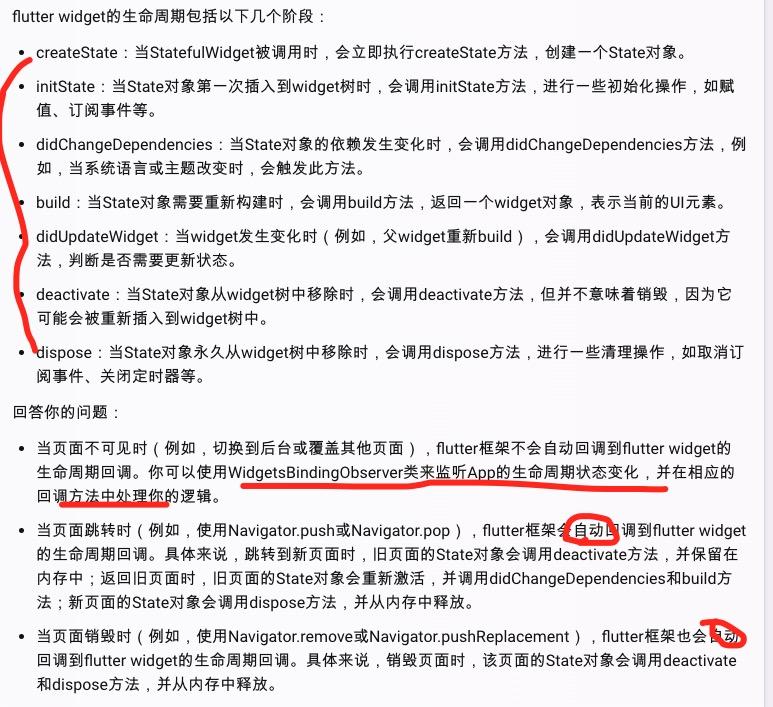 flutter widget的生命周期包括以下几个阶段：
createState：当StatefulWidget被调用时，会立即执行createState方法，创建一个State对象。
initState：当State对象第一次插入到widget树时，会调用initState方法，进行一些初始化操作，如赋
值、订阅事件等。
didChangeDependencies：当State对象的依赖发生变化时，会调用didChangeDependencies方法，例
如，当系统语言或主题改变时，会触发此方法。
build：当State对象需要重新构建时，会调用build方法，返回一个widget对象，表示当前的UI元素。
didUpdateWidget：当widget发生变化时（例如，父widget重新build），会调用didUpdateWidget方
法，判断是否需要更新状态。
deactivate：当State对象从widget树中移除时，会调用deactivate方法，但并不意味着销毁，因为它
可能会被重新插入到widget树中。
dispose：当State对象永久从widget树中移除时，会调用dispose方法，进行一些清理操作，如取消订
阅事件、关闭定时器等。
回答你的问题：
当页面不可见时（例如，切换到后台或覆盖其他页面），flutter框架不会自动回调到flutter widget的
生命周期回调。你可以使用WidgetsBindingObserver类来监听App的生命周期状态变化，并在相应的
回调方法中处理你的逻辑。
当页面跳转时（例如，使用Navigator.push或Navigator.pop），flutter框架会自动回调到flutter widget
的生命周期回调。具体来说，跳转到新页面时，旧页面的State对象会调用deactivate方法，并保留在
内存中；返回旧页面时，旧页面的State对象会重新激活，并调用didChangeDependencies和build方
法；新页面的State对象会调用dispose方法，并从内存中释放。
当页面销毁时（例如，使用Navigator.remove或Navigator.pushReplacement），flutter框架也会自动
回调到flutter widget的生命周期回调。具体来说，销毁页面时，该页面的State对象会调用deactivate
和dispose方法，并从内存中释放。